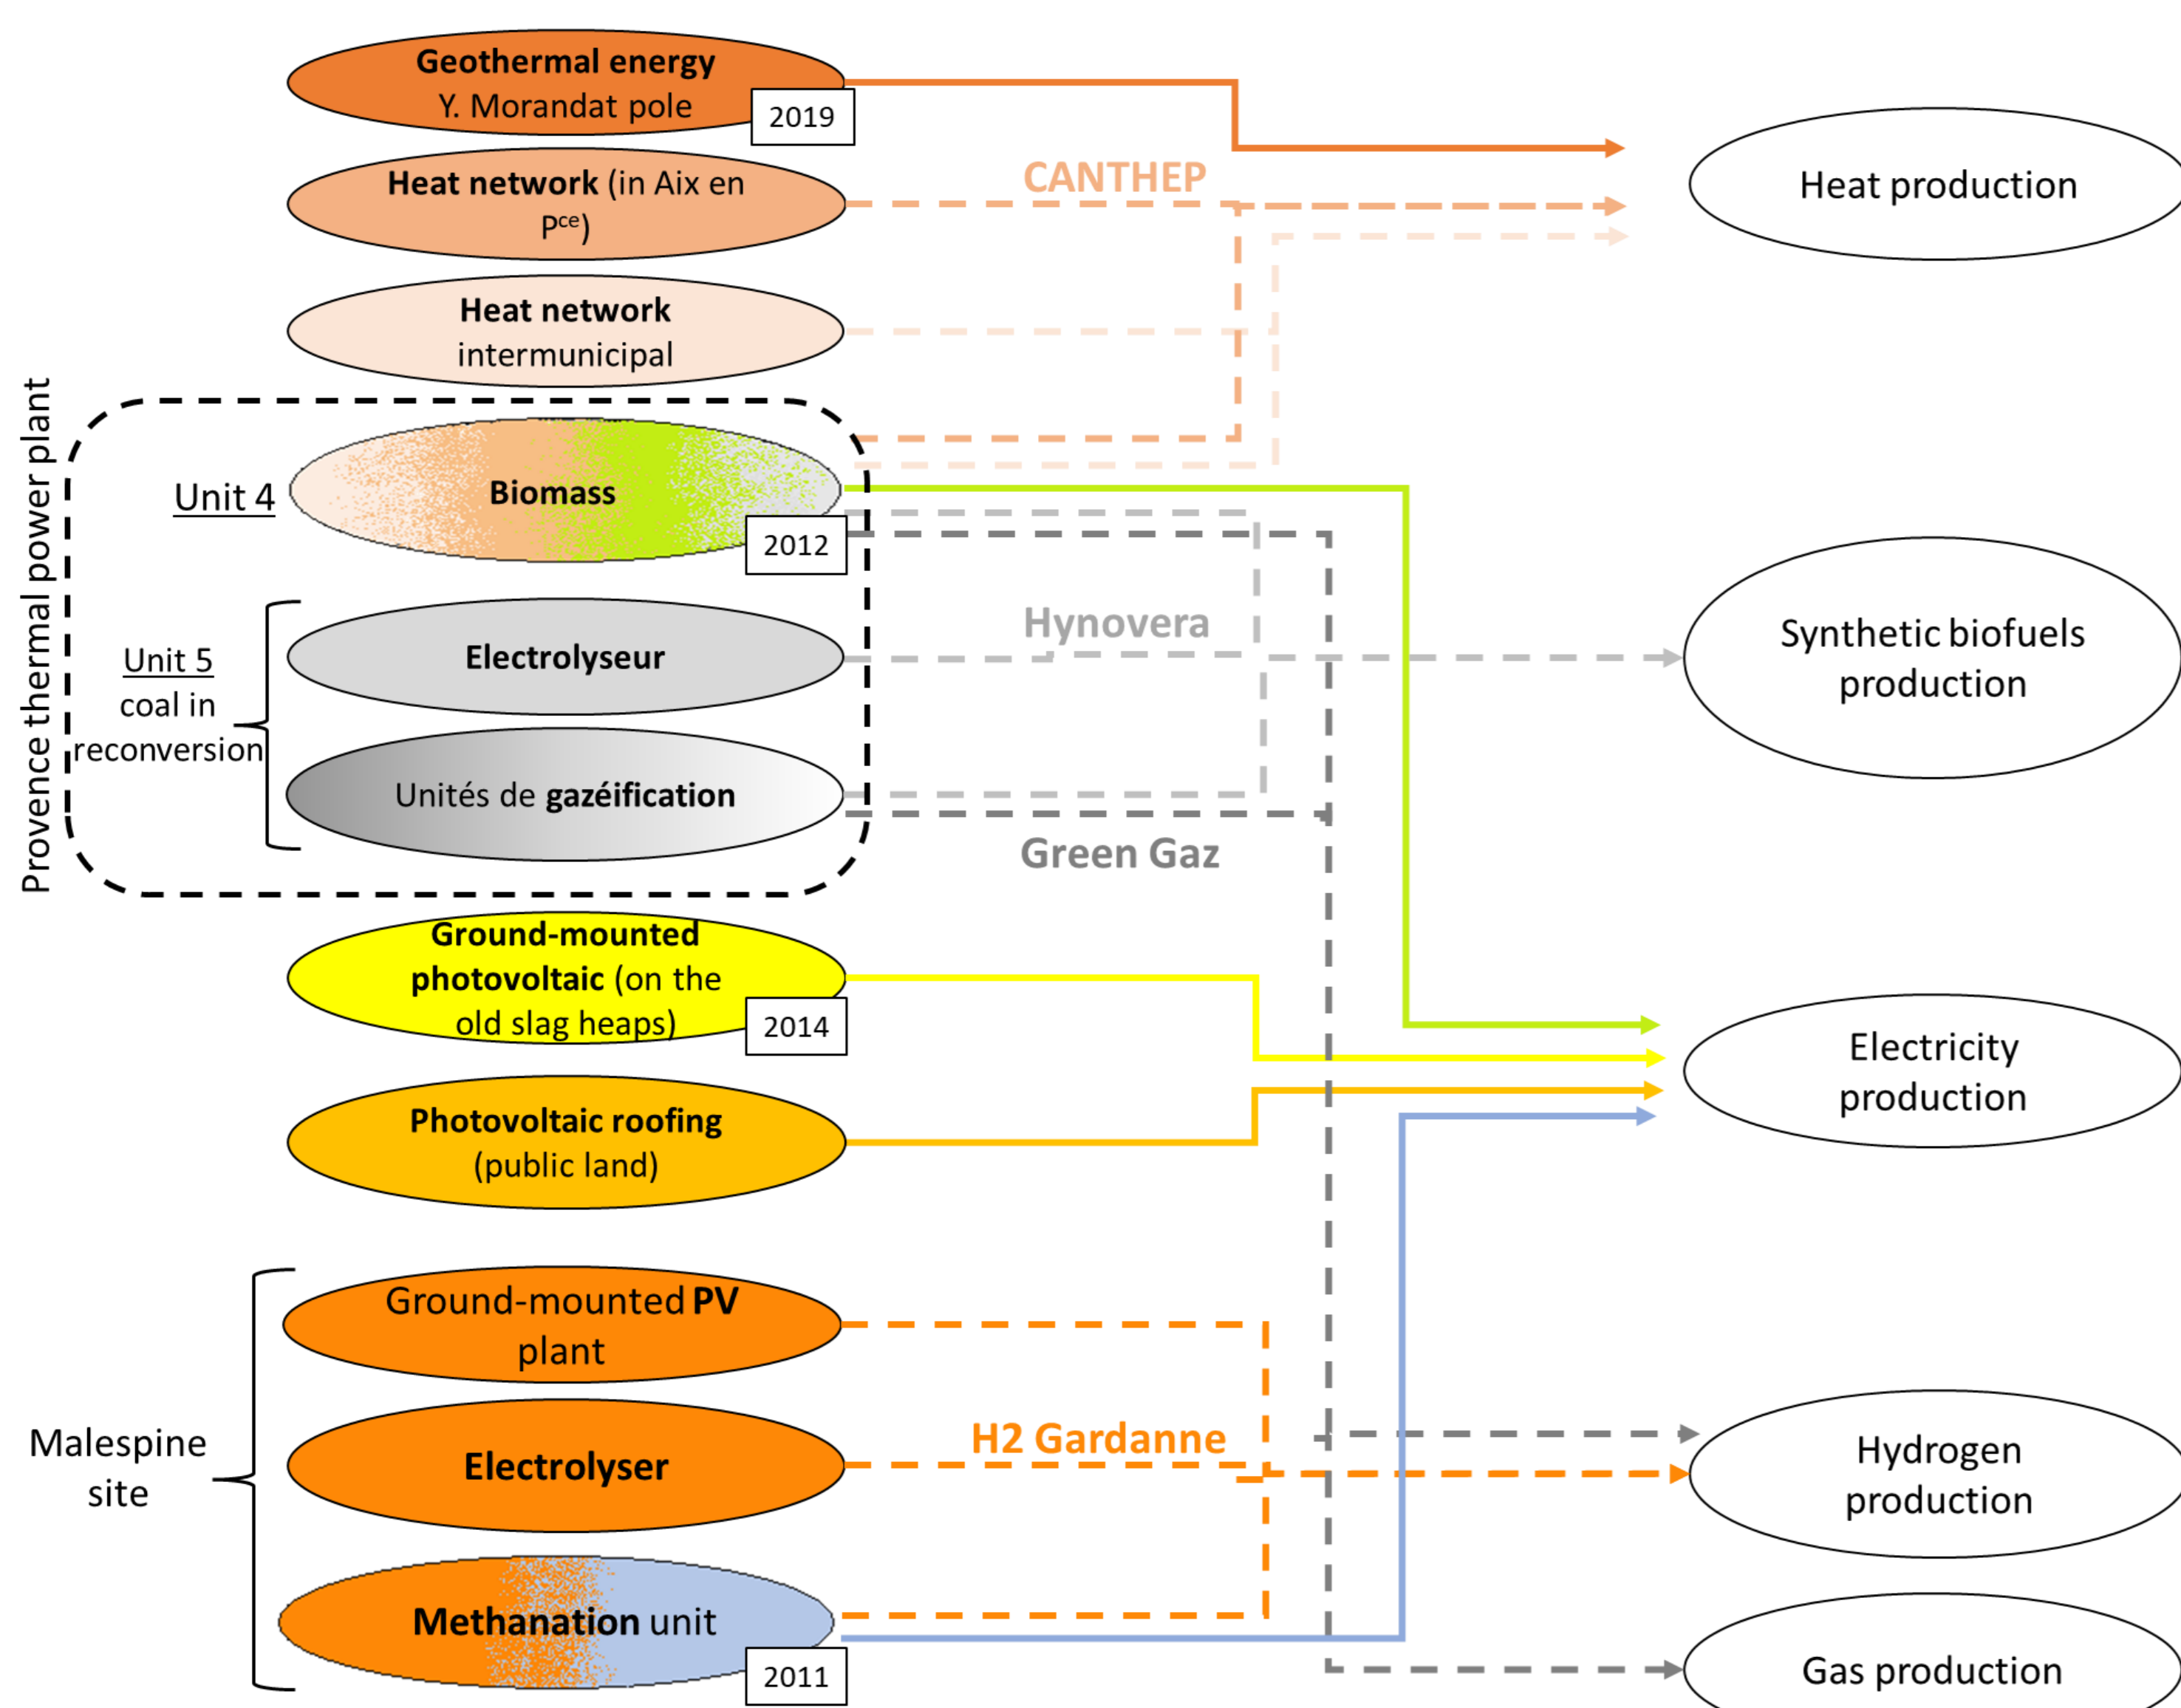 Geothermal energy
Y. Morandat pole
2019
Heat network (in Aix en
Pce)
CANTHEP
Heat production
Heat network
intermunicipal
Provence thermal power plant
Unit 4
Biomass
2012
Unit 5
coal in
reconversion
Electrolyseur
Hynovera
Synthetic biofuels
production
Unités de gazéification
Green Gaz
Ground-mounted
photovoltaic (on the
old slag heaps)
2014
Electricity
production
Photovoltaic roofing
(public land)
Malespine
site
Ground-mounted PV
plant
Electrolyser
H2 Gardanne
Hydrogen
production
Methanation unit
2011
Gas production